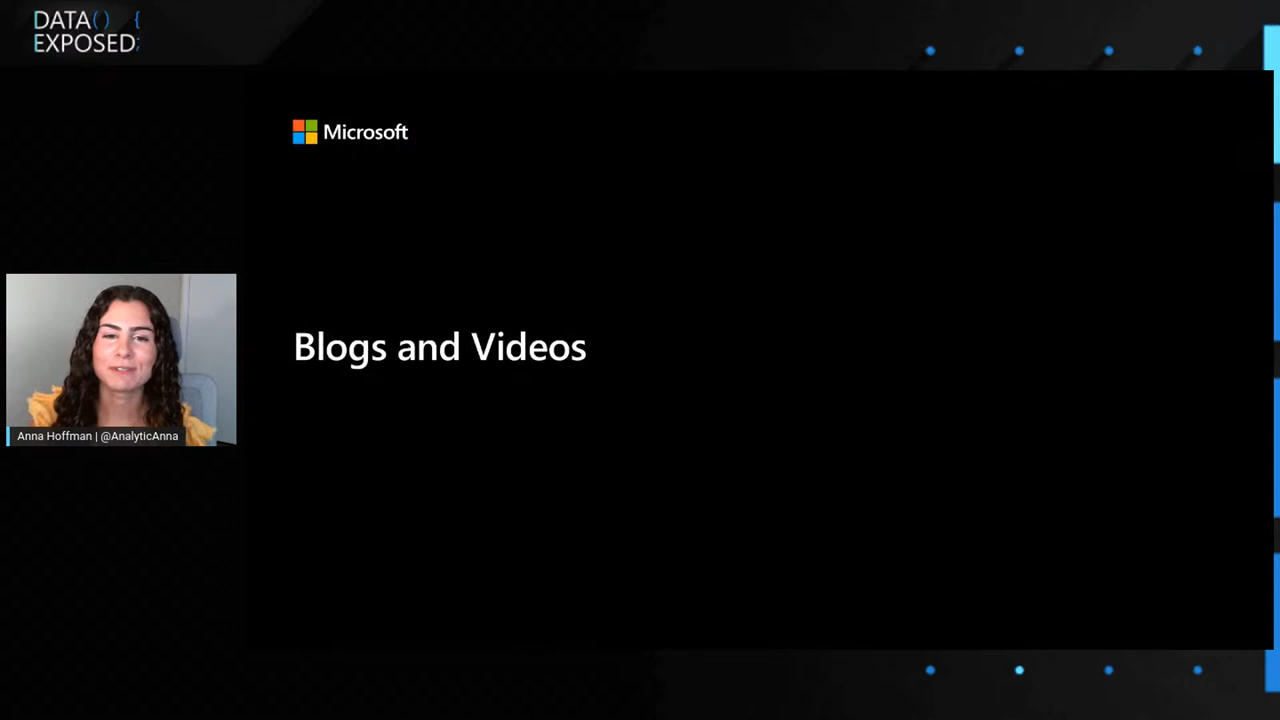 DATA() {
EXPOSED;
Microsoft
Blogs and Videos
Anna Hoffman | @AnalyticAnna